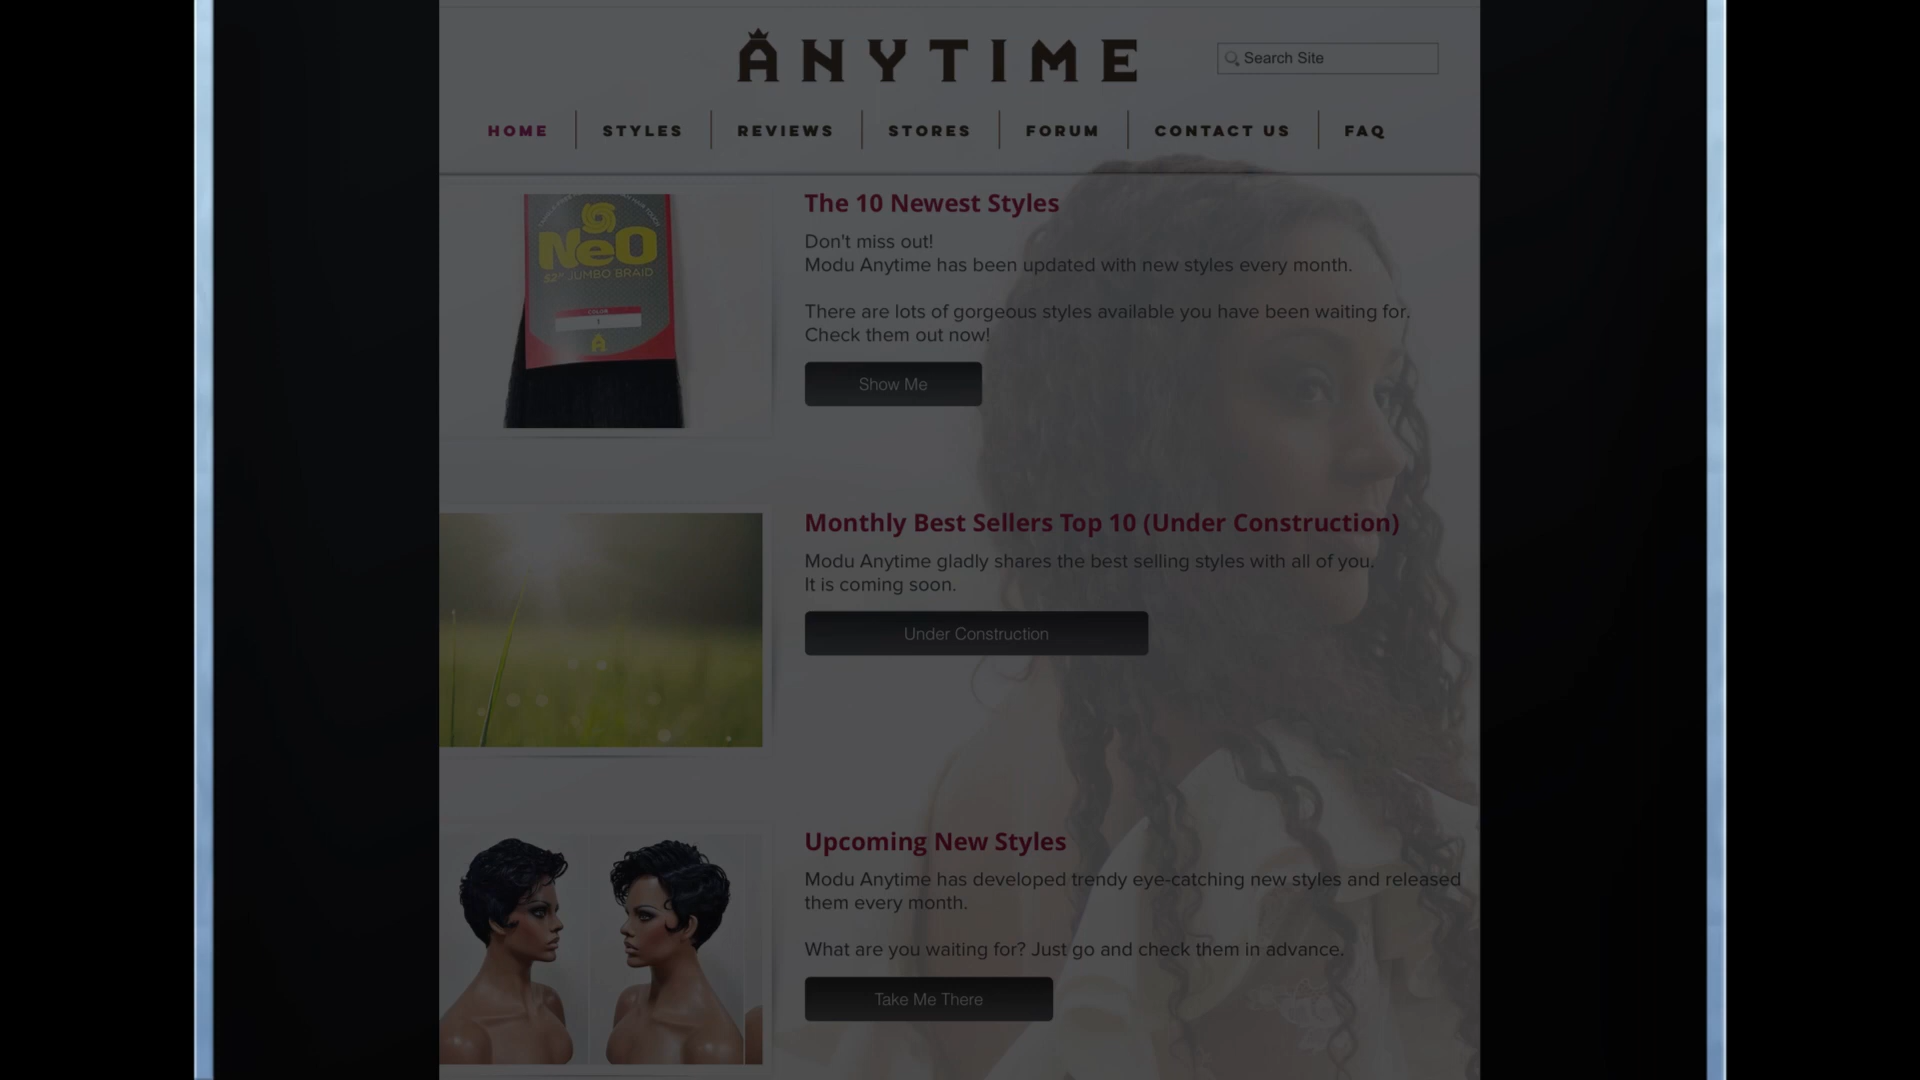 ANYTIME
Search Site
HOME
STYLES
REVIEWS
STORES
FORUM
CONTACT US
FAQ
NeO
52" JUMBO BRAID
COLOR
1
The 10 Newest Styles
Don't miss out!
Modu Anytime has been updated with new styles every month.
There are lots of gorgeous styles available you have been waiting for.
Check them out now!
Show Me
Monthly Best Sellers Top 10 (Under Construction)
Modu Anytime gladly shares the best selling styles with all of you.
It is coming soon.
Under Construction
Upcoming New Styles
Modu Anytime has developed trendy eye-catching new styles and released
them every month.
What are you waiting for? Just go and check them in advance.
Take Me There